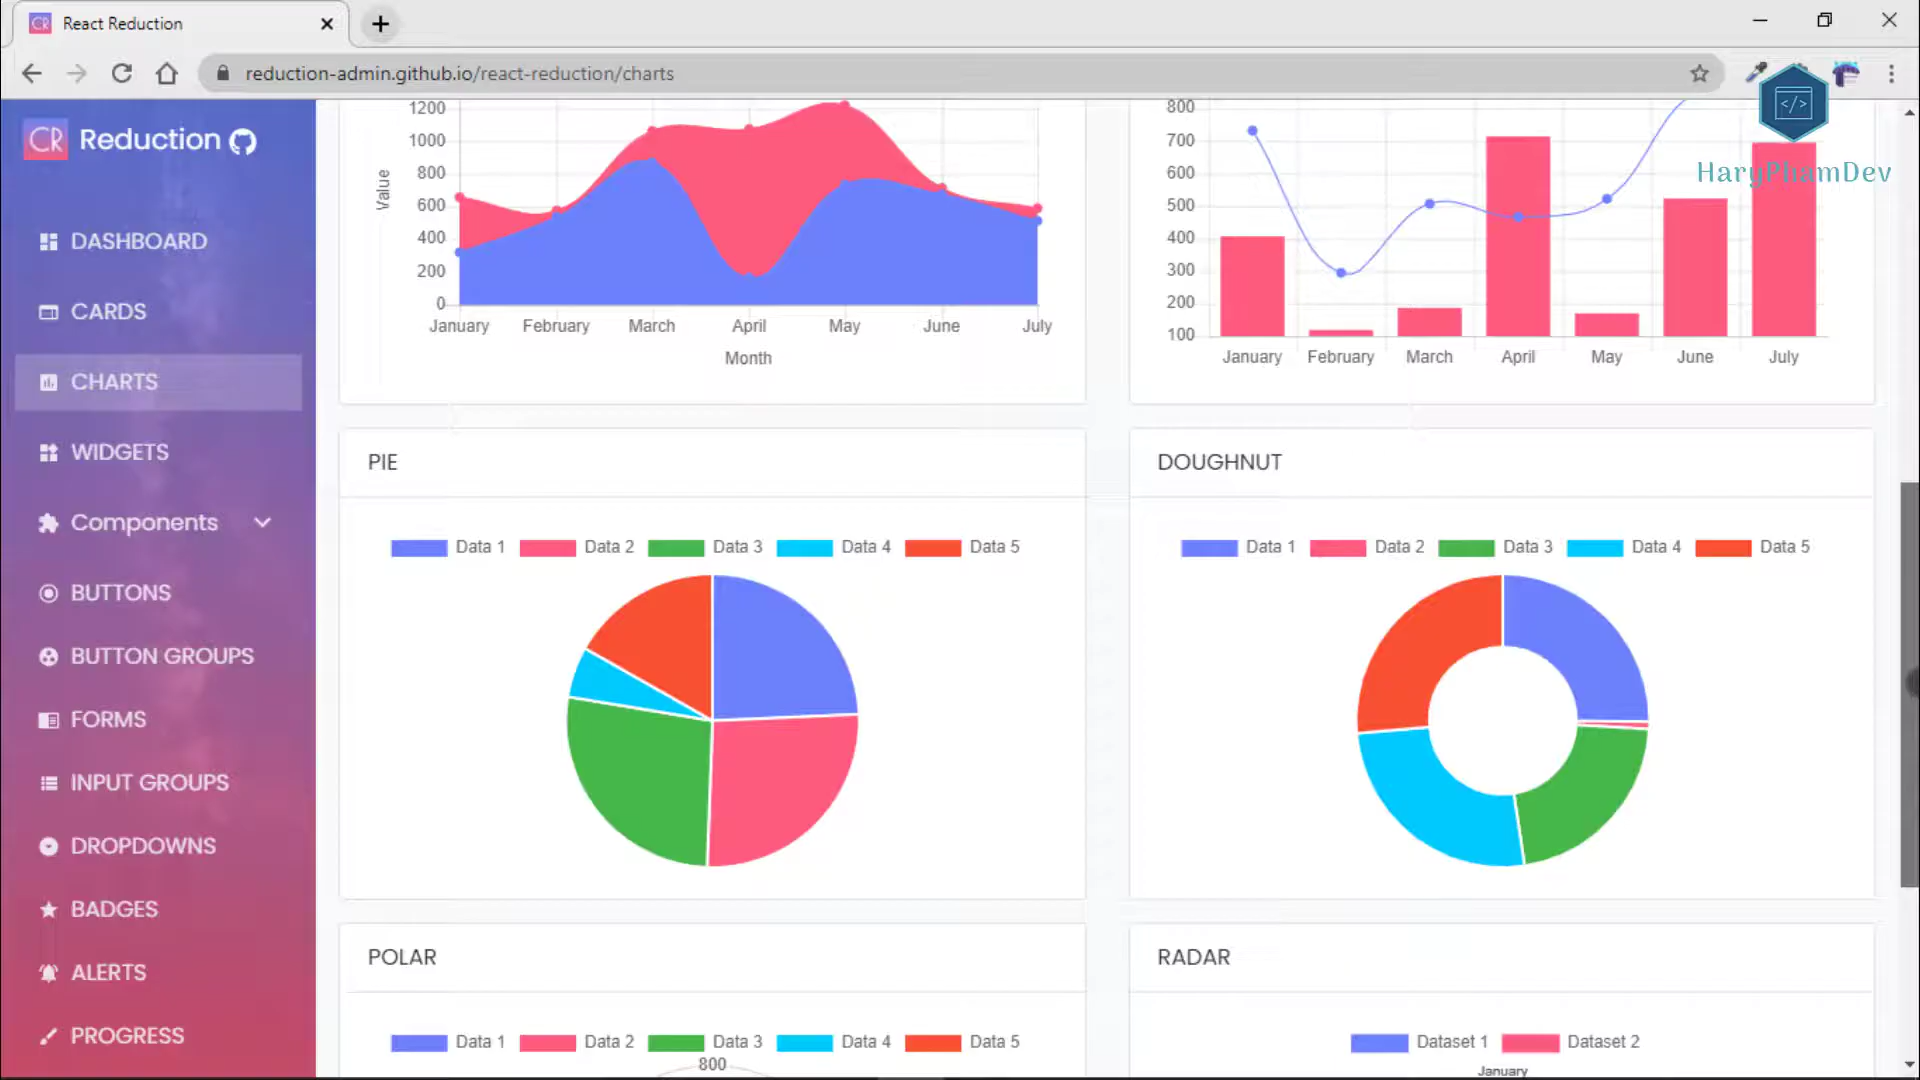 React Reduction
reduction-admin.github.io/react-reduction/charts
CR Reduction
DASHBOARD
CARDS
CHARTS
WIDGETS
Components
BUTTONS
BUTTON GROUPS
FORMS
INPUT GROUPS
DROPDOWNS
BADGES
ALERTS
PROGRESS
1200
1000
800
600
400
200
0
Value
January February March April May June July
Month
800
700
600
500
400
300
200
100
January February March April May June July
</>
HaryPhamDev
PIE
Data 1 Data 2 Data 3 Data 4 Data 5
DOUGHNUT
Data 1 Data 2 Data 3 Data 4 Data 5
POLAR
Data 1 Data 2 Data 3 Data 4 Data 5
800
RADAR
Dataset 1 Dataset 2
January